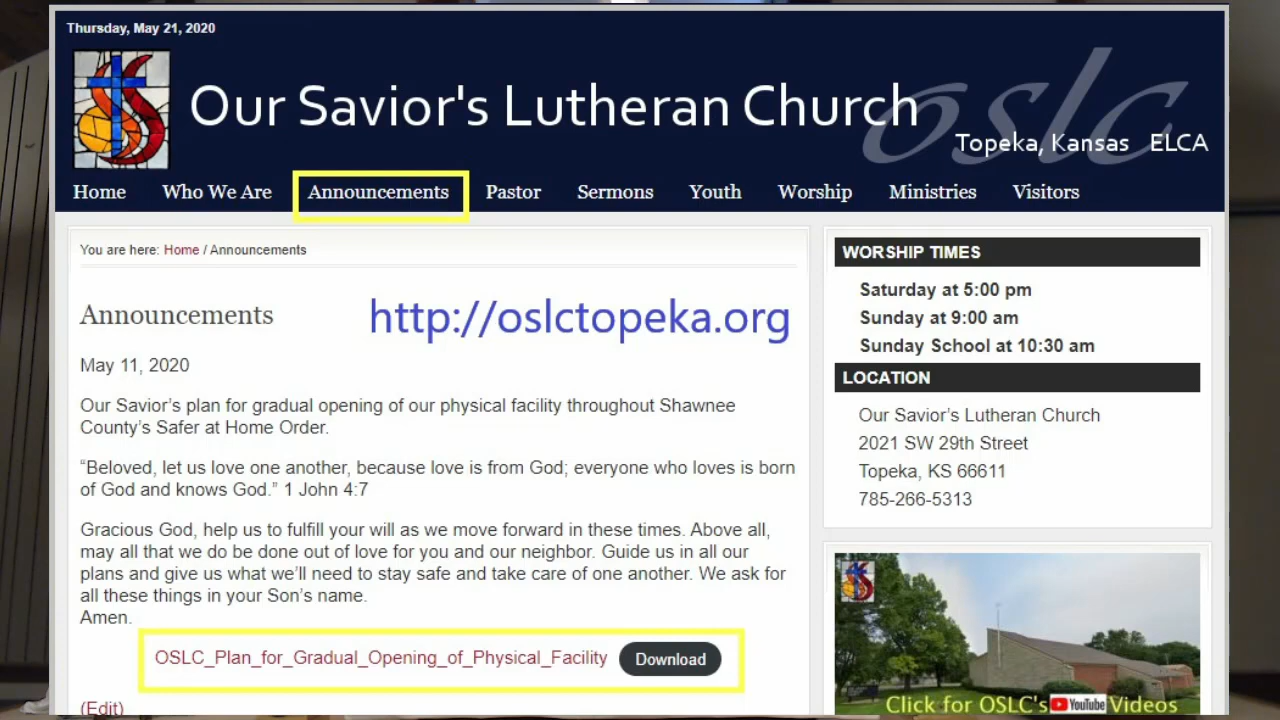 Thursday, May 21, 2020
oslc
Our Savior's Lutheran Church
Topeka, Kansas ELCA
Home Who We Are Announcements Pastor Sermons Youth Worship Ministries Visitors
You are here: Home / Announcements
Announcements
http://oslctopeka.org
May 11, 2020
Our Savior’s plan for gradual opening of our physical facility throughout Shawnee
County’s Safer at Home Order.
“Beloved, let us love one another, because love is from God; everyone who loves is born
of God and knows God.” 1 John 4:7
Gracious God, help us to fulfill your will as we move forward in these times. Above all,
may all that we do be done out of love for you and our neighbor. Guide us in all our
plans and give us what we’ll need to stay safe and take care of one another. We ask for
all these things in your Son’s name.
Amen.
OSLC_Plan_for_Gradual_Opening_of_Physical_Facility Download
(Edit)
WORSHIP TIMES
Saturday at 5:00 pm
Sunday at 9:00 am
Sunday School at 10:30 am
LOCATION
Our Savior’s Lutheran Church
2021 SW 29th Street
Topeka, KS 66611
785-266-5313
Click for OSLC's YouTube Videos